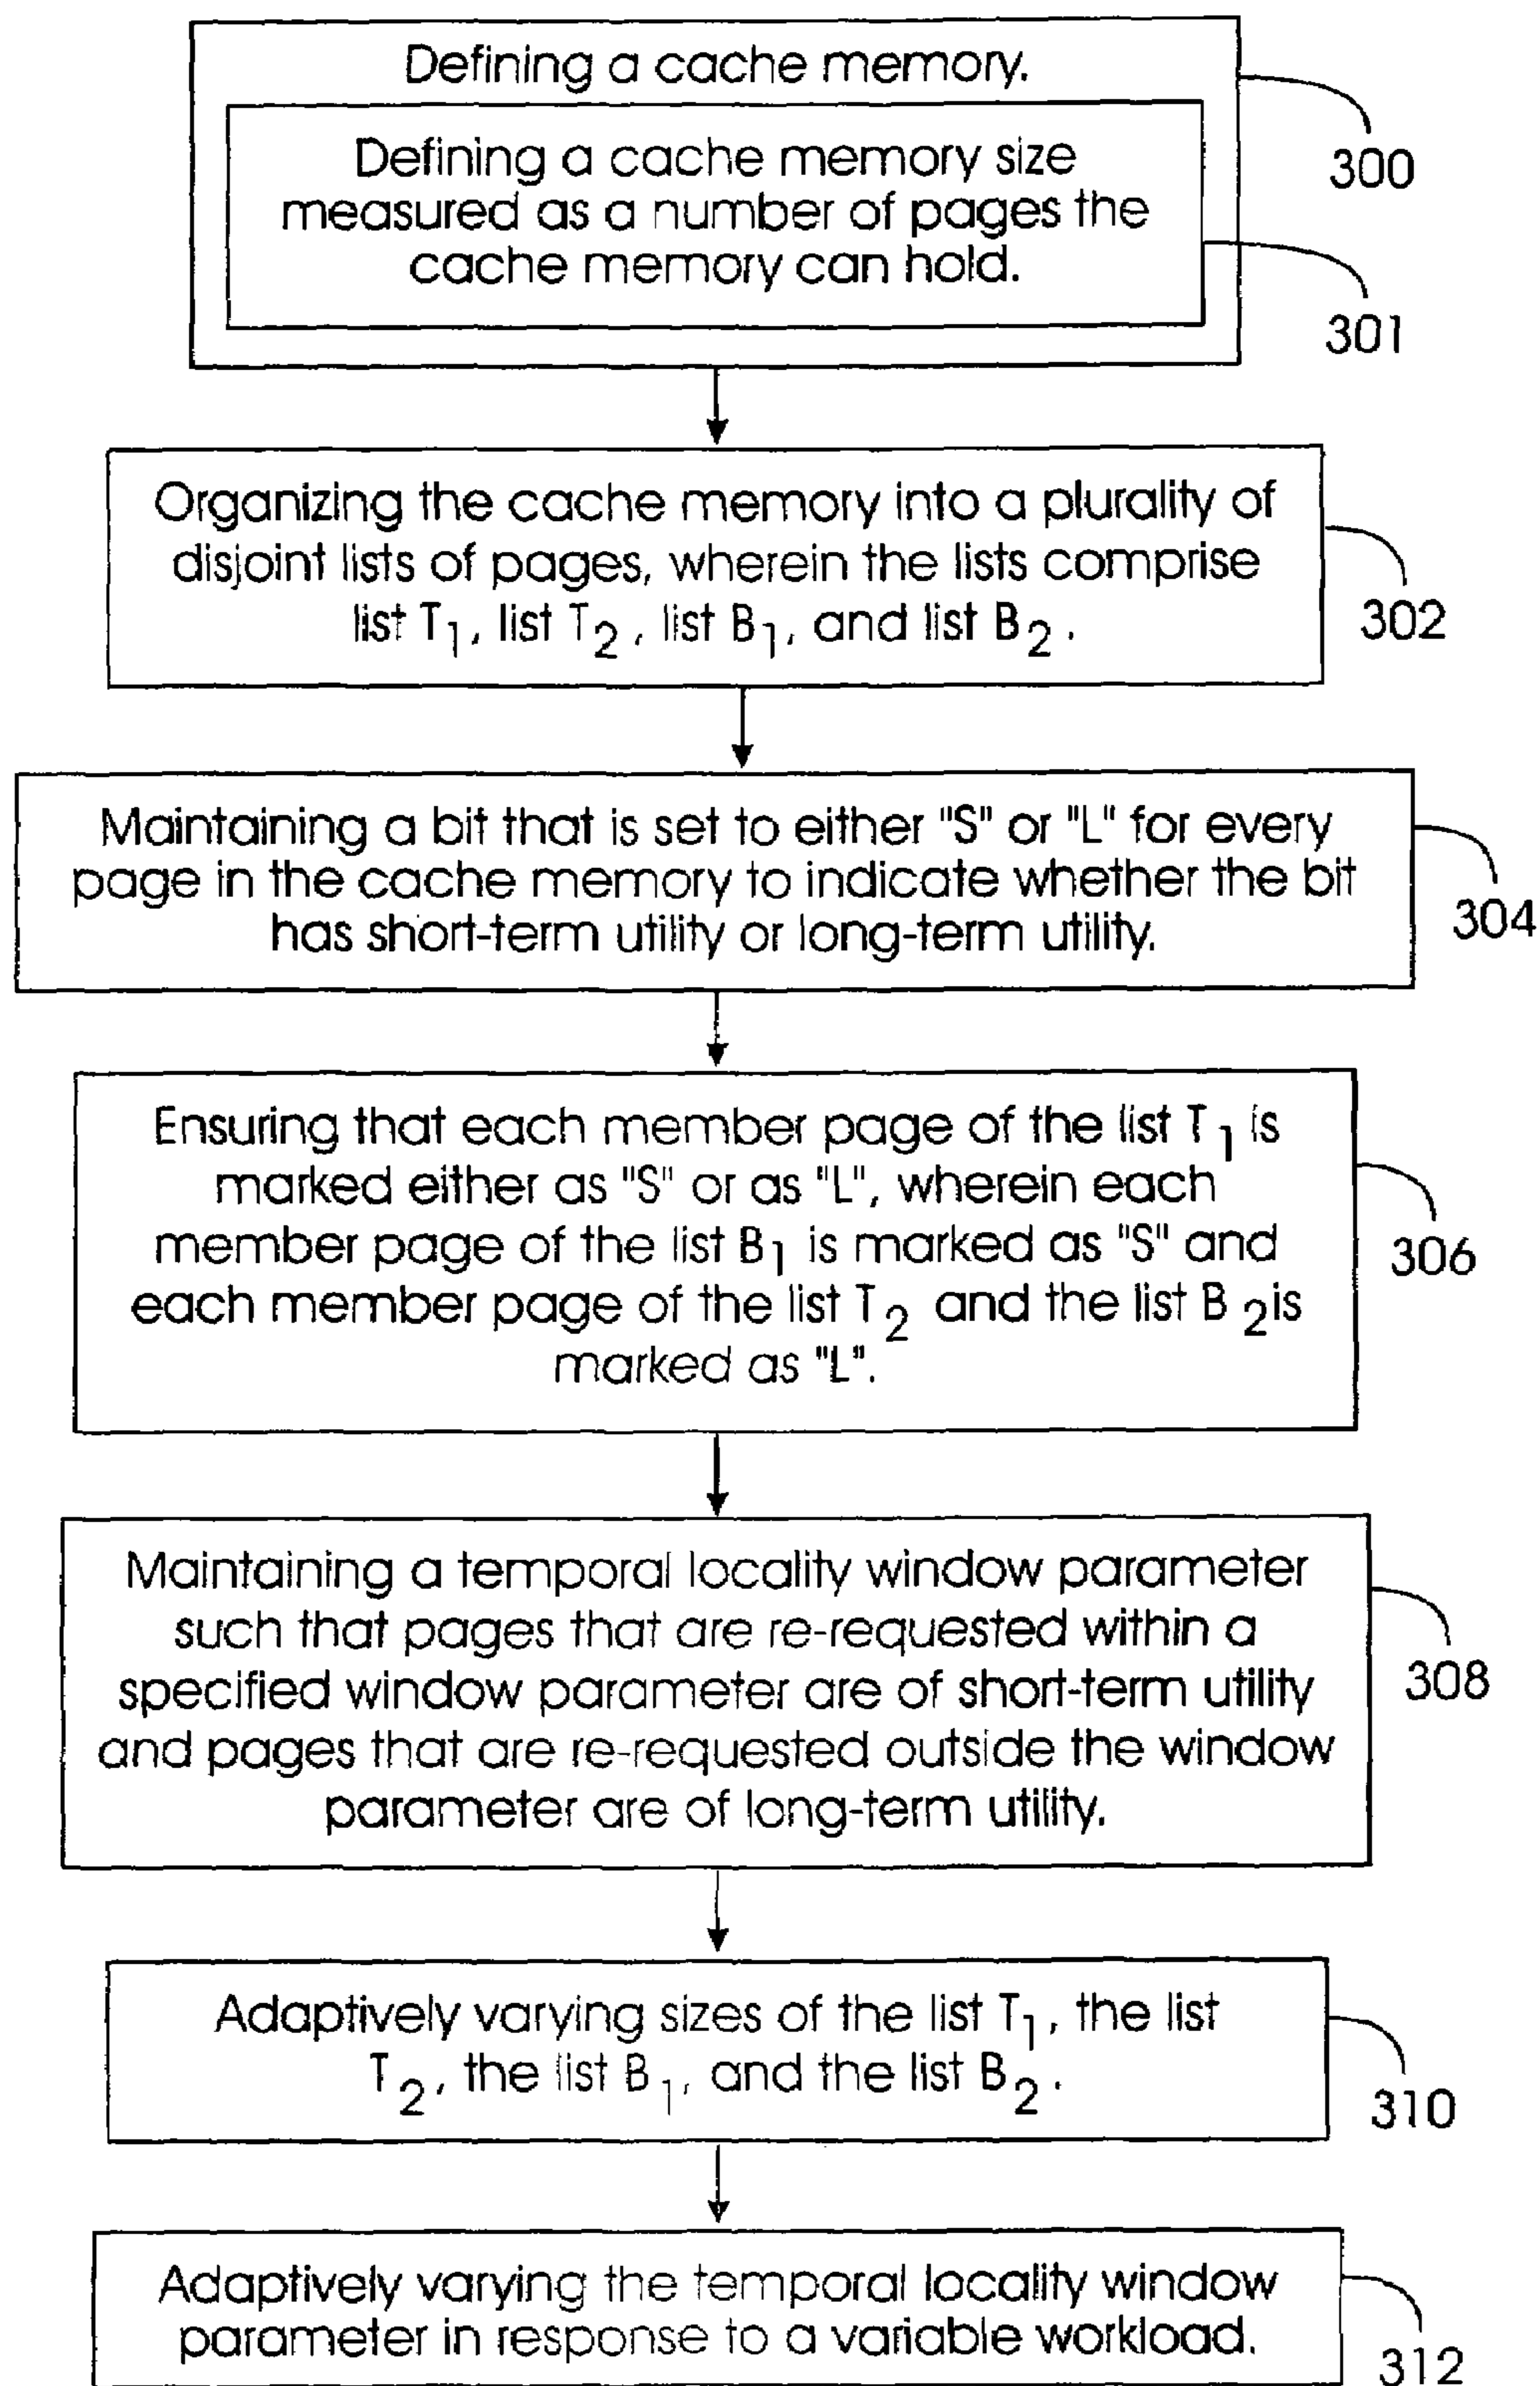 Defining a cache memory.
300
Defining a cache memory size
measured as a number of pages the
cache memory can hold.
301
Organizing the cache memory into a plurality of
disjoint lists of pages, wherein the lists comprise
list T1, list T2, list B1, and list B2.
302
Maintaining a bit that is set to either "S" or "L" for every
page in the cache memory to indicate whether the bit
has short-term utility or long-term utility.
304
Ensuring that each member page of the list T1 is
marked either as "S" or as "L", wherein each
member page of the list B1 is marked as "S" and
each member page of the list T2 and the list B2 is
marked as "L".
306
Maintaining a temporal locality window parameter
such that pages that are re-requested within a
specified window parameter are of short-term utility
and pages that are re-requested outside the window
parameter are of long-term utility.
308
Adaptively varying sizes of the list T1, the list
T2, the list B1, and the list B2.
310
Adaptively varying the temporal locality window
parameter in response to a variable workload.
312